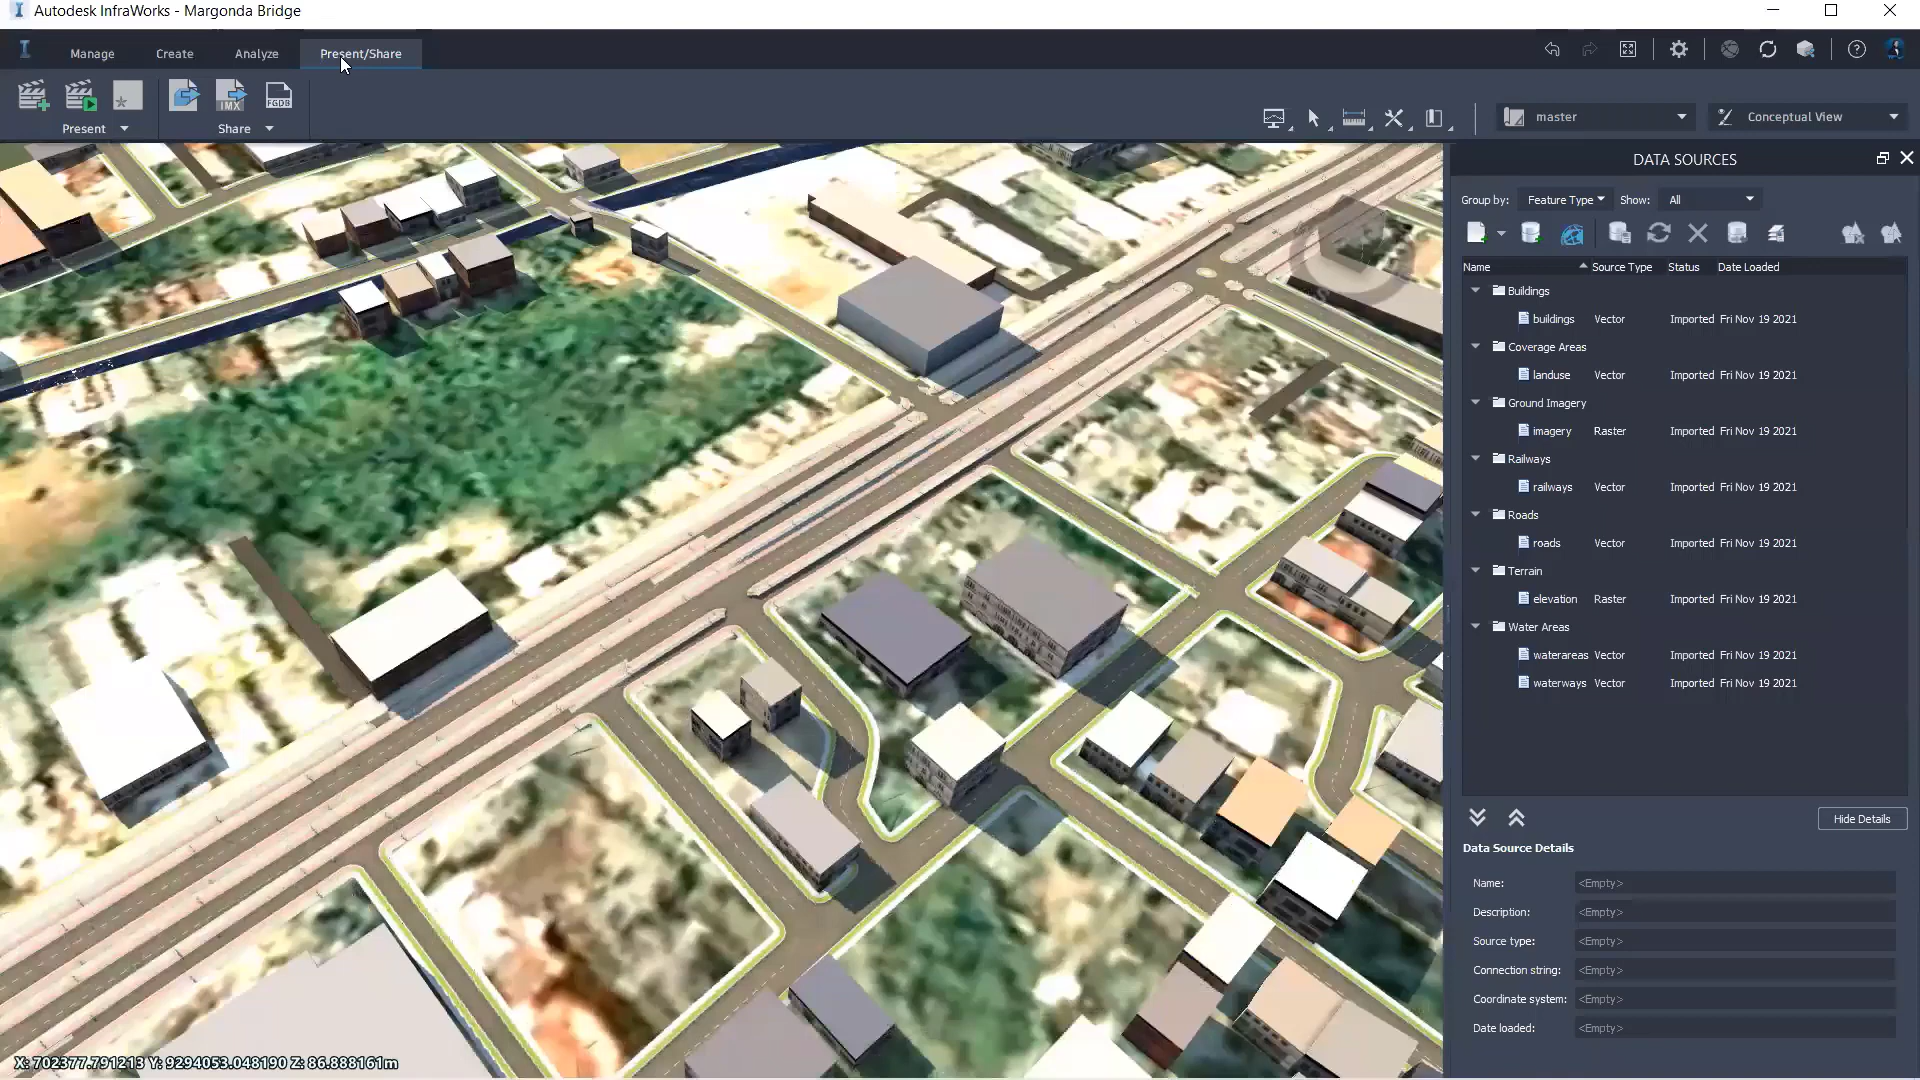 Autodesk InfraWorks - Margonda Bridge
Manage Create Analyze Present/Share
IMX FGDB
Present Share
master Conceptual View
DATA SOURCES
Group by: Feature Type Show: All
Name Source Type Status Date Loaded
Buildings
buildings Vector Imported Fri Nov 19 2021
Coverage Areas
landuse Vector Imported Fri Nov 19 2021
Ground Imagery
imagery Raster Imported Fri Nov 19 2021
Railways
railways Vector Imported Fri Nov 19 2021
Roads
roads Vector Imported Fri Nov 19 2021
Terrain
elevation Raster Imported Fri Nov 19 2021
Water Areas
waterareas Vector Imported Fri Nov 19 2021
waterways Vector Imported Fri Nov 19 2021
Hide Details
Data Source Details
Name: <Empty>
Description: <Empty>
Source type: <Empty>
Connection string: <Empty>
Coordinate system: <Empty>
Date loaded: <Empty>
X: 702377.791213 Y: 9294053.048190 Z: 86.888161m